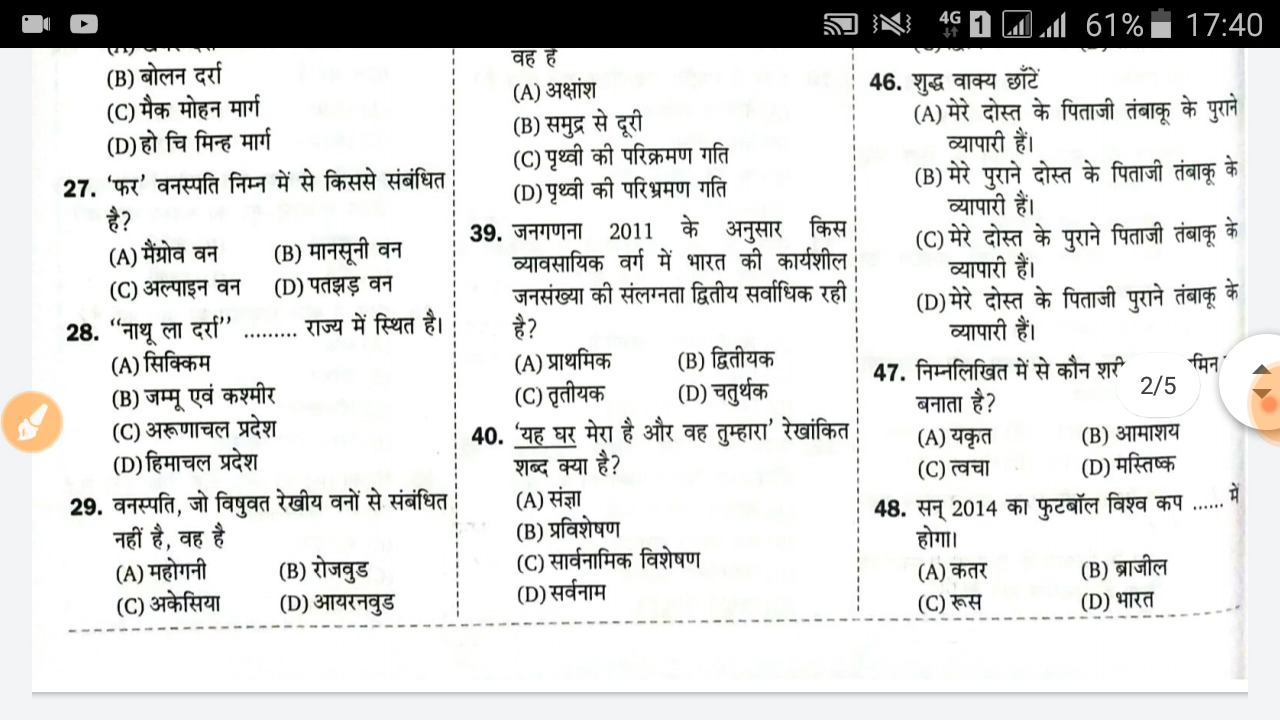 4G 1 61% 17:40
(B) बोलन दर्रा
(C) मैक मोहन मार्ग
(D) हो चि मिन्ह मार्ग
27. ‘फर’ वनस्पति निम्न में से किससे संबंधित
है?
(A) मैंग्रोव वन (B) मानसूनी वन
(C) अल्पाइन वन (D) पतझड़ वन
28. ‘‘नाथू ला दर्रा’’ ......... राज्य में स्थित है।
(A) सिक्किम
(B) जम्मू एवं कश्मीर
(C) अरूणाचल प्रदेश
(D) हिमाचल प्रदेश
29. वनस्पति, जो विषुवत रेखीय वनों से संबंधित
नहीं है, वह है
(A) महोगनी (B) रोजवुड
(C) अकेसिया (D) आयरनवुड
वह है
(A) अक्षांश
(B) समुद्र से दूरी
(C) पृथ्वी की परिक्रमण गति
(D) पृथ्वी की परिभ्रमण गति
39. जनगणना 2011 के अनुसार किस
व्यावसायिक वर्ग में भारत की कार्यशील
जनसंख्या की संलग्नता द्वितीय सर्वाधिक रही
है?
(A) प्राथमिक (B) द्वितीयक
(C) तृतीयक (D) चतुर्थक
40. ‘यह घर मेरा है और वह तुम्हारा’ रेखांकित
शब्द क्या है?
(A) संज्ञा
(B) प्रविशेषण
(C) सार्वनामिक विशेषण
(D) सर्वनाम
46. शुद्ध वाक्य छाँटें
(A) मेरे दोस्त के पिताजी तंबाकू के पुराने
व्यापारी हैं।
(B) मेरे पुराने दोस्त के पिताजी तंबाकू के
व्यापारी हैं।
(C) मेरे दोस्त के पुराने पिताजी तंबाकू के
व्यापारी हैं।
(D) मेरे दोस्त के पिताजी पुराने तंबाकू के
व्यापारी हैं।
47. निम्नलिखित में से कौन
बनाता है?
(A) यकृत (B) आमाशय
(C) त्वचा (D) मस्तिष्क
48. सन् 2014 का फुटबॉल विश्व कप ...... में
होगा।
(A) कतर (B) ब्राजील
(C) रूस (D) भारत
2/5